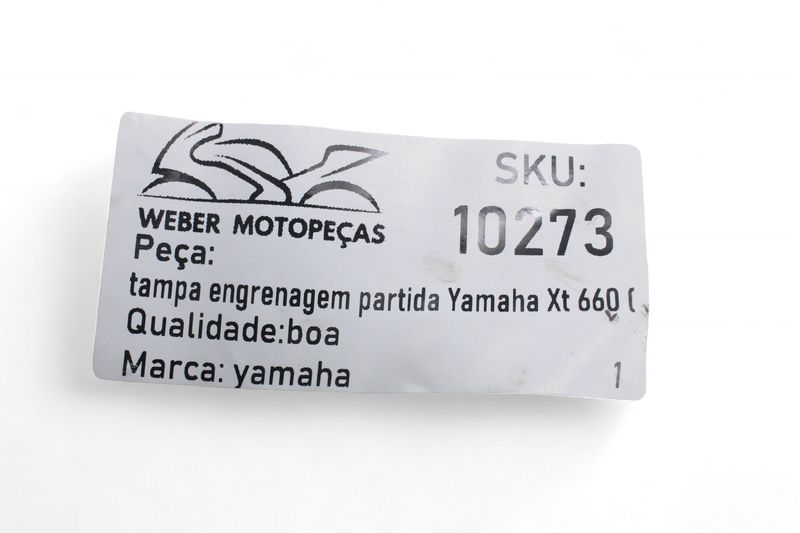 WEBER MOTOPEÇAS
SKU:
10273
Peça:
tampa engrenagem partida Yamaha Xt 660 (
Qualidade:boa
Marca: yamaha
1